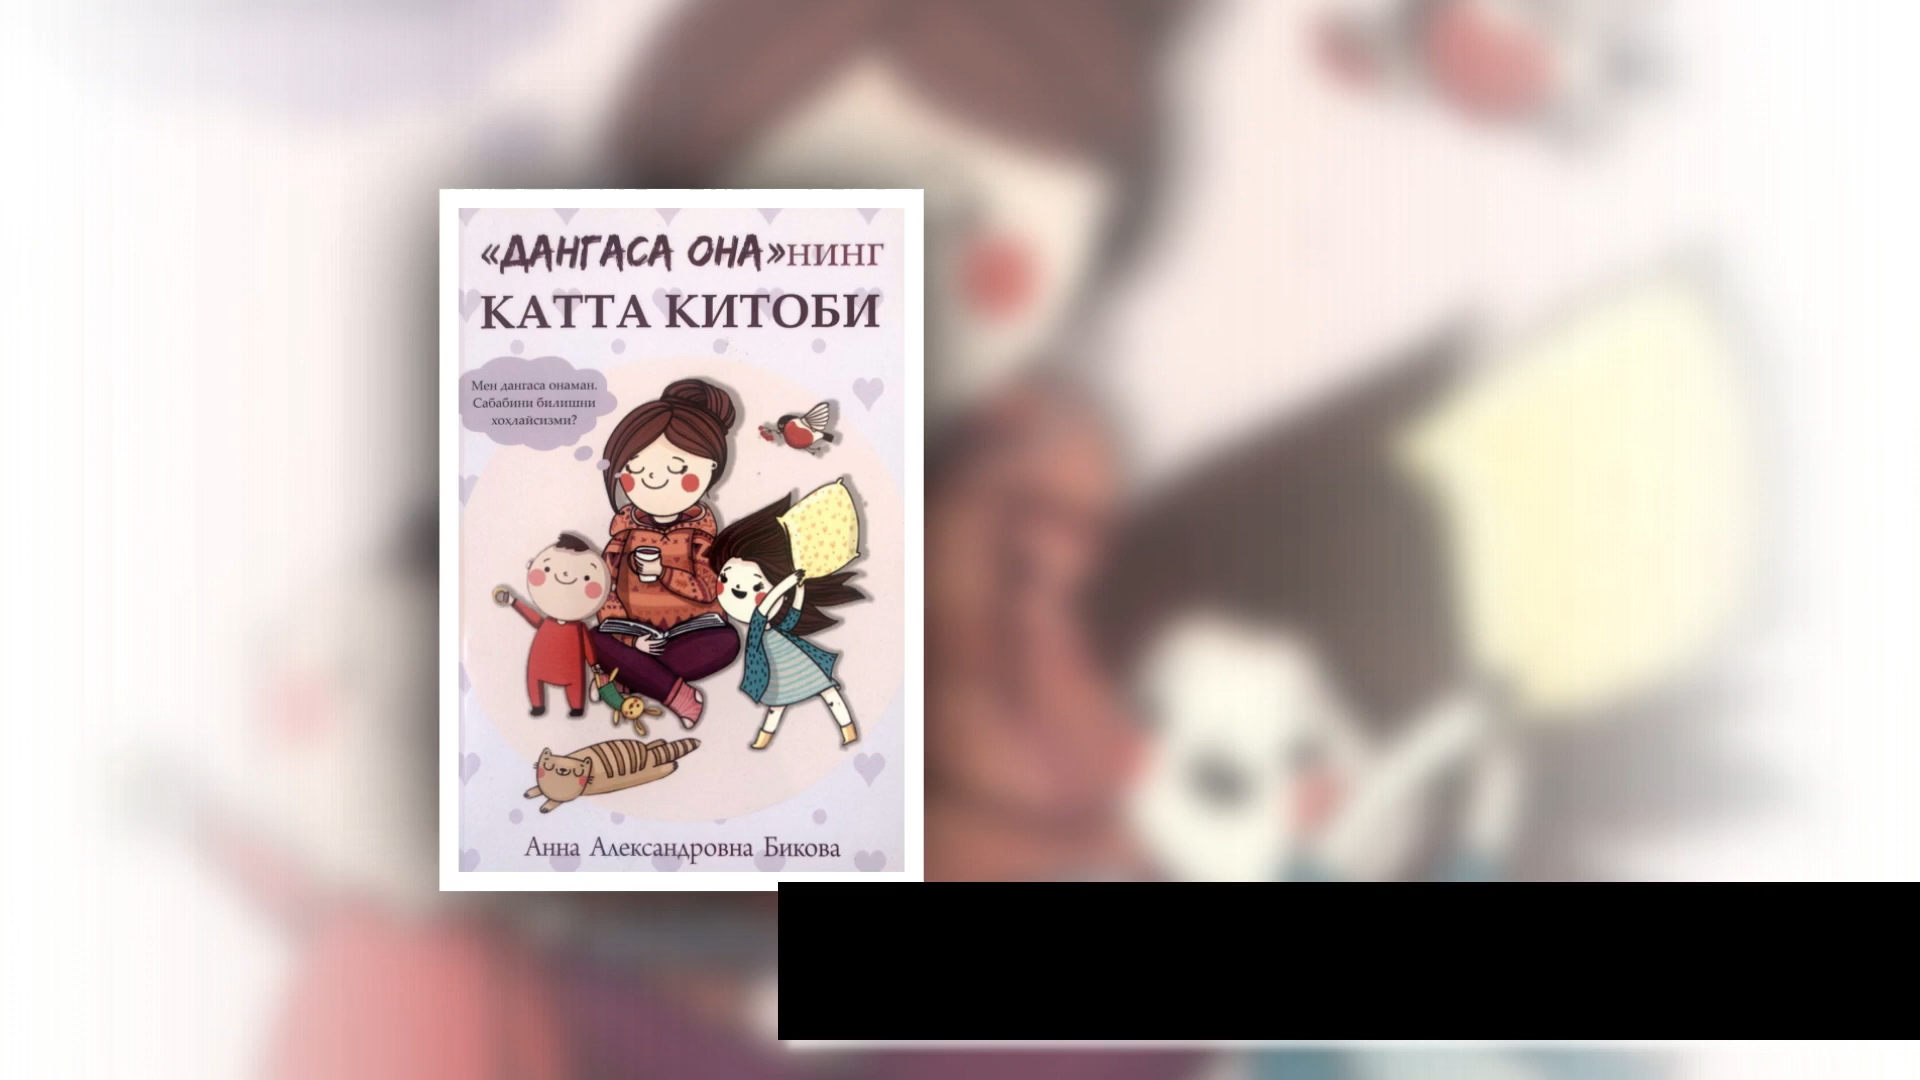 «ДАНГАСА ОНА»НИНГ
КАТТА КИТОБИ
Мен дангаса онаман.
Сабабини билишни
хоҳлайсизми?
Анна Александровна Бикова